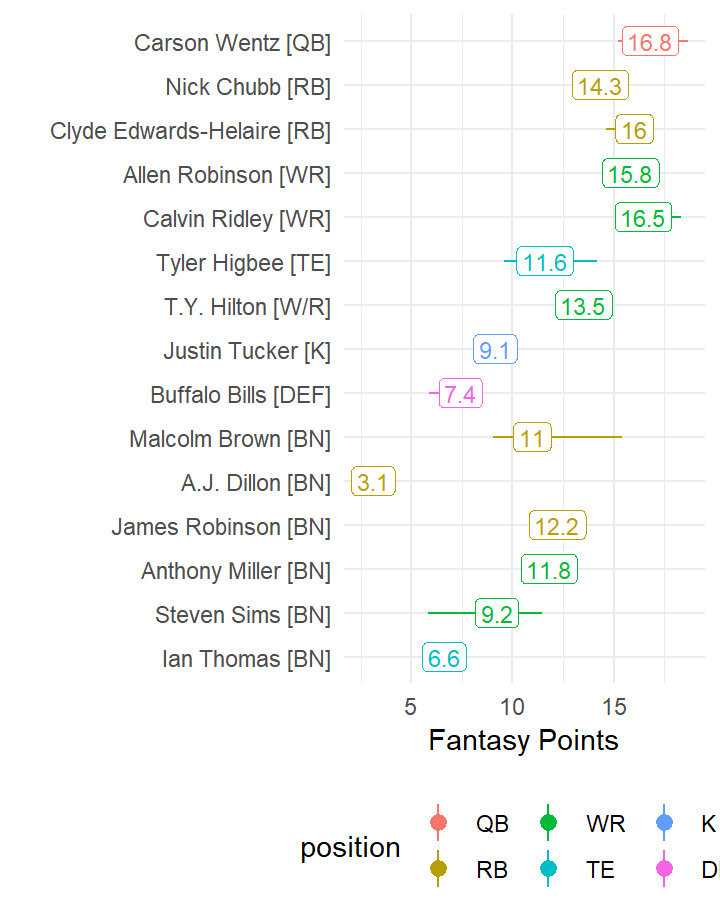 Carson Wentz [QB] 16.8
Nick Chubb [RB] 14.3
Clyde Edwards-Helaire [RB] 16
Allen Robinson [WR] 15.8
Calvin Ridley [WR] 16.5
Tyler Higbee [TE] 11.6
T.Y. Hilton [W/R] 13.5
Justin Tucker [K] 9.1
Buffalo Bills [DEF] 7.4
Malcolm Brown [BN] 11
A.J. Dillon [BN] 3.1
James Robinson [BN] 12.2
Anthony Miller [BN] 11.8
Steven Sims [BN] 9.2
Ian Thomas [BN] 6.6
5 10 15
Fantasy Points
position
QB WR K
RB TE